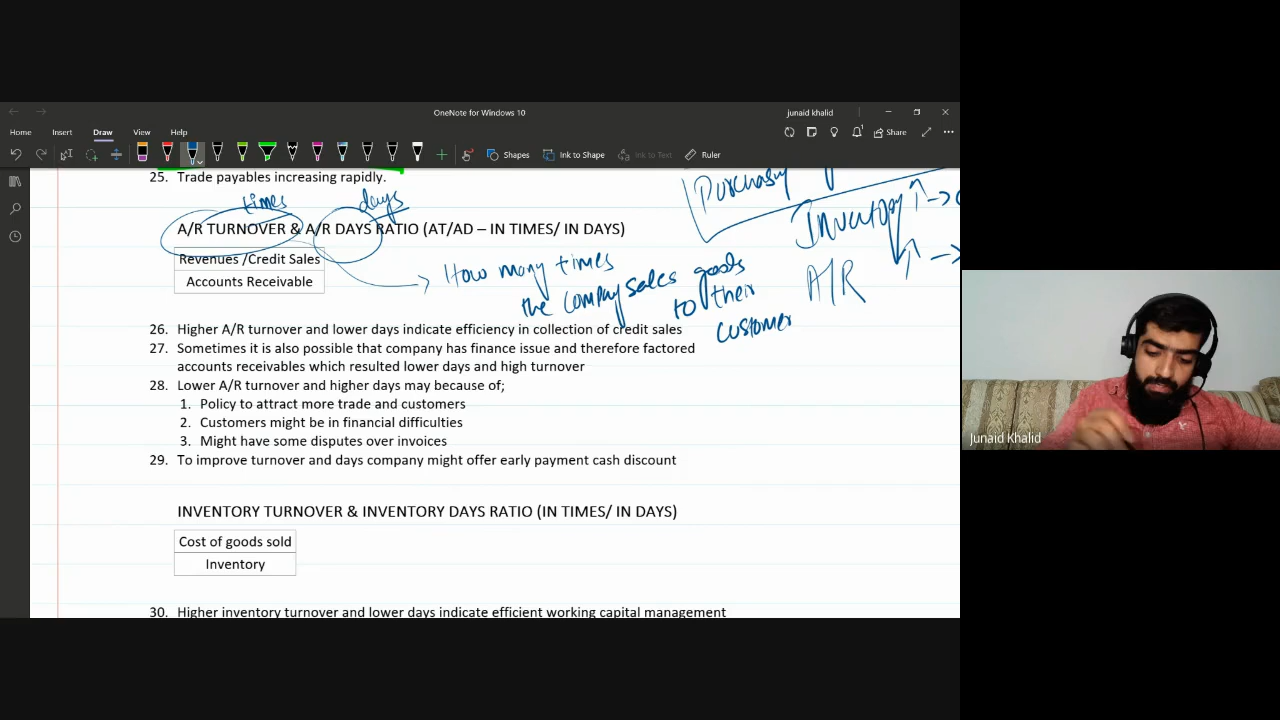 OneNote for Windows 10
junaid khalid
Home Insert Draw View Help
Share
Shapes Ink to Shape Ink to Text Ruler
25. Trade payables increasing rapidly.
Purchasing
times days
Inventory
A/R TURNOVER & A/R DAYS RATIO (AT/AD – IN TIMES/ IN DAYS)
Revenues /Credit Sales
Accounts Receivable
How many times
the company sales goods
to their
customer
A/R
26. Higher A/R turnover and lower days indicate efficiency in collection of credit sales
27. Sometimes it is also possible that company has finance issue and therefore factored
accounts receivables which resulted lower days and high turnover
28. Lower A/R turnover and higher days may because of;
1. Policy to attract more trade and customers
2. Customers might be in financial difficulties
3. Might have some disputes over invoices
29. To improve turnover and days company might offer early payment cash discount
INVENTORY TURNOVER & INVENTORY DAYS RATIO (IN TIMES/ IN DAYS)
Cost of goods sold
Inventory
30. Higher inventory turnover and lower days indicate efficient working capital management
Junaid Khalid